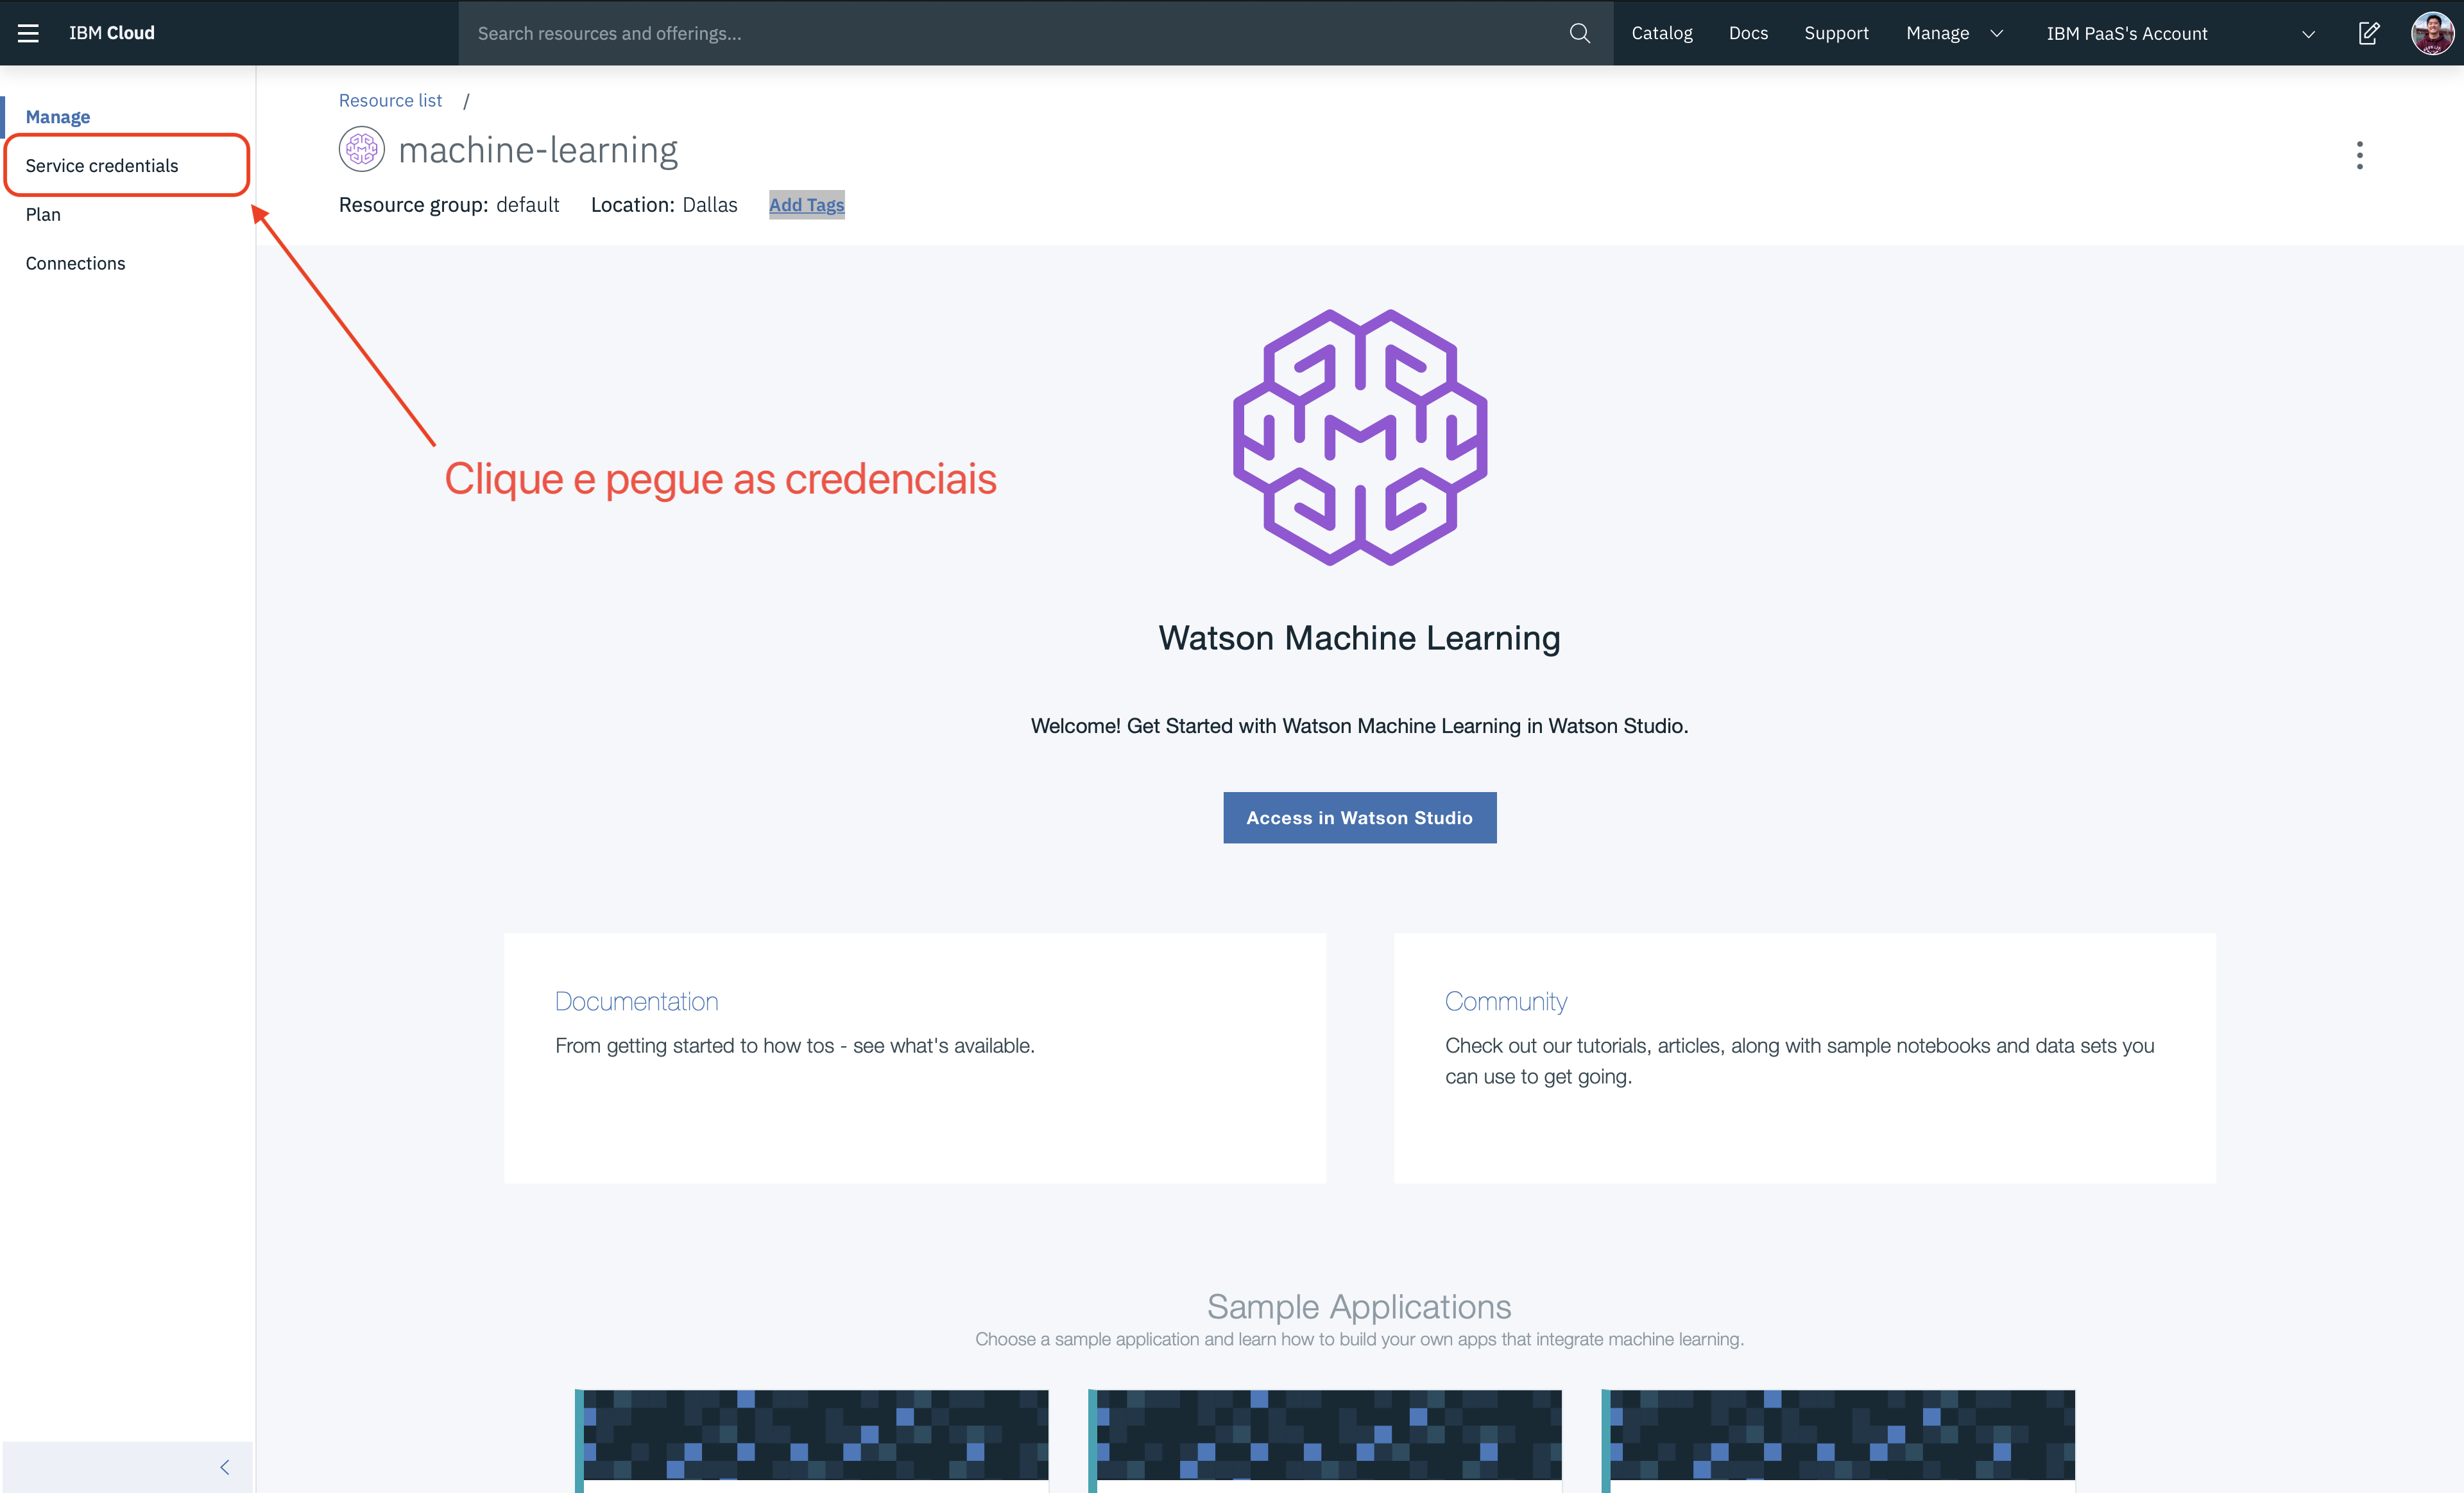 IBM Cloud
Search resources and offerings...
Catalog
Docs
Support
Manage
IBM PaaS's Account
Manage
Service credentials
Plan
Connections
Resource list /
machine-learning
Resource group: default Location: Dallas Add Tags
Clique e pegue as credenciais
Watson Machine Learning
Welcome! Get Started with Watson Machine Learning in Watson Studio.
Access in Watson Studio
Documentation
From getting started to how tos - see what's available.
Community
Check out our tutorials, articles, along with sample notebooks and data sets you
can use to get going.
Sample Applications
Choose a sample application and learn how to build your own apps that integrate machine learning.